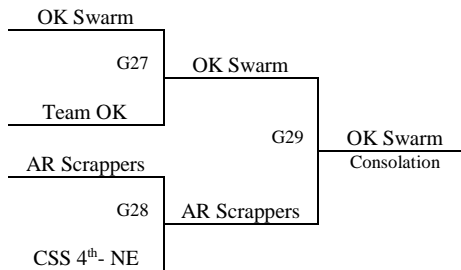 OK Swarm
G27
OK Swarm
Team OK
G29
OK Swarm
Consolation
AR Scrappers
G28
AR Scrappers
CSS 4th- NE